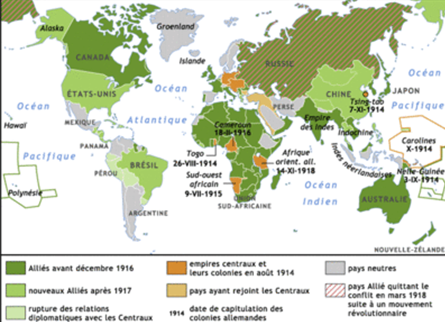 Groenland
Alaska
CANADA
Islande
RUSSIE
Océan
ÉTATS-UNIS
Océan
CHINE
JAPON
Tsing-tao
7-XI-1914
PERSE
Océan
Atlantique
MEXIQUE
Cameroun
18-II-1916
Empire
des Indes
Hawaï
Indochine
Pacifique
PANAMÁ
Togo
26-VIII-1914
Afrique
orient. all.
14-XI-1918
Carolines
X-1914
Pacifique
BRÉSIL
PÉROU
Indes néerlandaises
Nelle-Guinée
3-IX-1914
Sud-ouest
africain
9-VII-1915
Océan
Indien
Polynésie
UNION
SUD-AFRICAINE
AUSTRALIE
ARGENTINE
NOUVELLE-ZÉLANDE
Alliés avant décembre 1916
empires centraux et
leurs colonies en août 1914
pays neutres
nouveaux Alliés après 1917
pays ayant rejoint les Centraux
pays Allié quittant le
conflit en mars 1918
suite à un mouvement
révolutionnaire
rupture des relations
diplomatiques avec les Centraux
1914
date de capitulation des
colonies allemandes